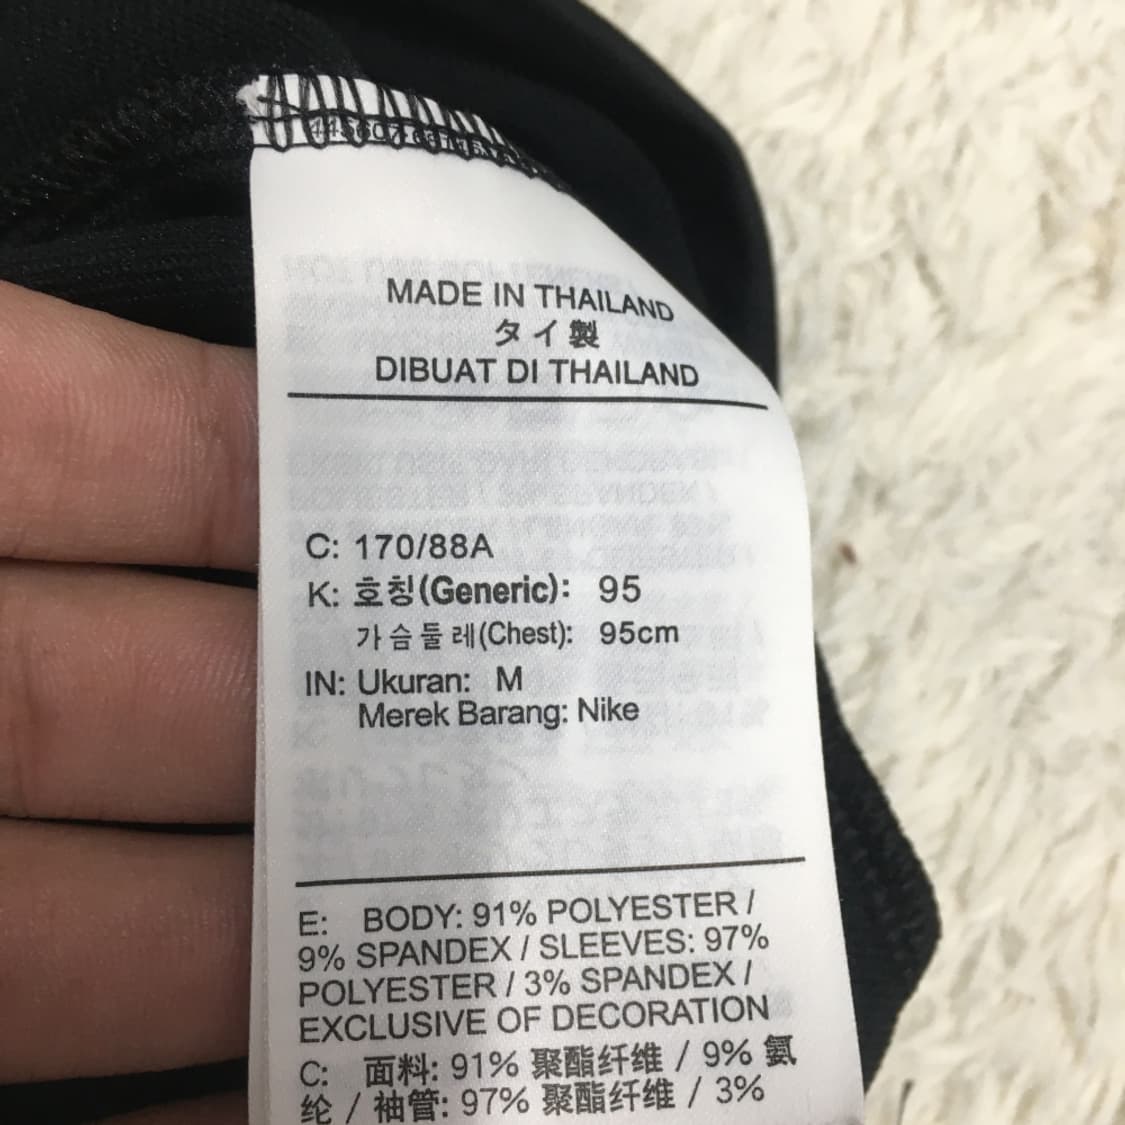 MADE IN THAILAND
タイ製
DIBUAT DI THAILAND
C: 170/88A
K: 호칭(Generic): 95
가슴둘레(Chest): 95cm
IN: Ukuran: M
Merek Barang: Nike
E: BODY: 91% POLYESTER /
9% SPANDEX / SLEEVES: 97%
POLYESTER / 3% SPANDEX /
EXCLUSIVE OF DECORATION
C: 面料: 91% 聚酯纤维 / 9% 氨
纶 / 袖管: 97% 聚酯纤维 / 3%